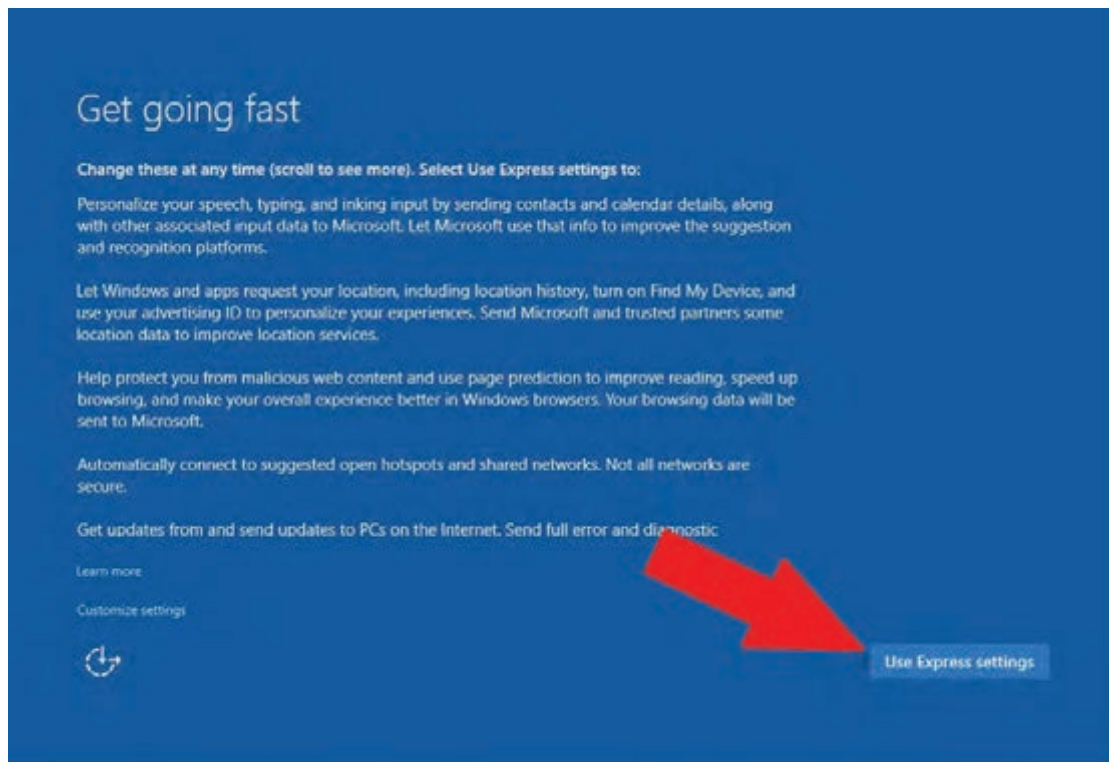 Get going fast
Change these at any time (scroll to see more). Select Use Express settings to:
Personalize your speech, typing, and inking input by sending contacts and calendar details, along
with other associated input data to Microsoft. Let Microsoft use that info to improve the suggestion
and recognition platforms.
Let Windows and apps request your location, including location history, turn on Find My Device, and
use your advertising ID to personalize your experiences. Send Microsoft and trusted partners some
location data to improve location services.
Help protect you from malicious web content and use page prediction to improve reading, speed up
browsing, and make your overall experience better in Windows browsers. Your browsing data will be
sent to Microsoft.
Automatically connect to suggested open hotspots and shared networks. Not all networks are
secure.
Get updates from and send updates to PCs on the Internet. Send full error and diagnostic
Learn more
Customize settings
Use Express settings